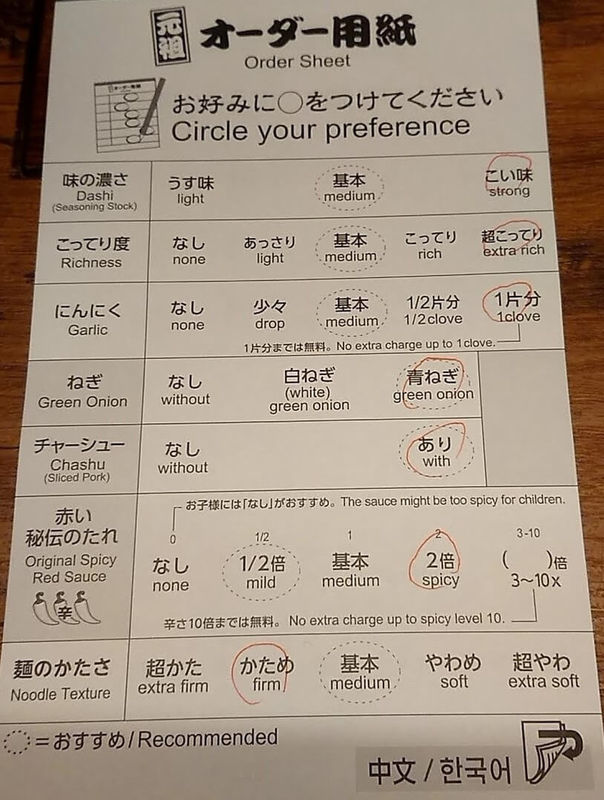 元祖 オーダー用紙
Order Sheet
お好みに○をつけてください
Circle your preference
味の濃さ うす味 基本 こい味
Dashi light medium strong
(Seasoning Stock)
こってり度 なし あっさり 基本 こってり 超こってり
Richness none light medium rich extra rich
にんにく なし 少々 基本 1/2片分 1片分
Garlic none drop medium 1/2clove 1clove
1片分までは無料。No extra charge up to 1clove.
ねぎ なし 白ねぎ 青ねぎ
Green Onion without (white) green onion
green onion
チャーシュー なし あり
Chashu without with
(Sliced Pork)
お子様には「なし」がおすすめ。The sauce might be too spicy for children.
赤い
秘伝のたれ
Original Spicy
Red Sauce
辛
0 1/2 1 2 3-10
なし 1/2倍 基本 2倍 ( )倍
none mild medium spicy 3〜10x
辛さ10倍までは無料。No extra charge up to spicy level 10.
麺のかたさ 超かた かため 基本 やわめ 超やわ
Noodle Texture extra firm firm medium soft extra soft
=おすすめ/Recommended
中文 / 한국어